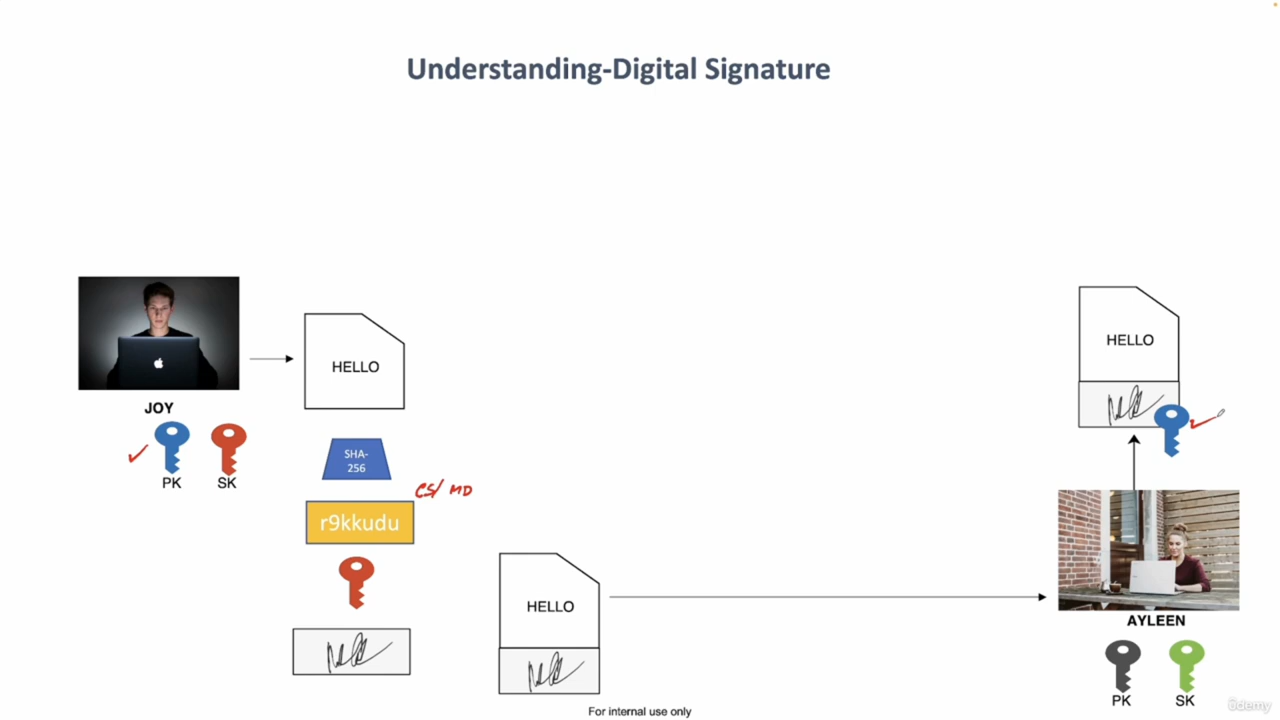 Understanding-Digital Signature
HELLO
JOY
PK
SK
SHA-
256
CS/ MD
r9kkudu
HELLO
HELLO
AYLEEN
PK
SK
For internal use only
ûdemy